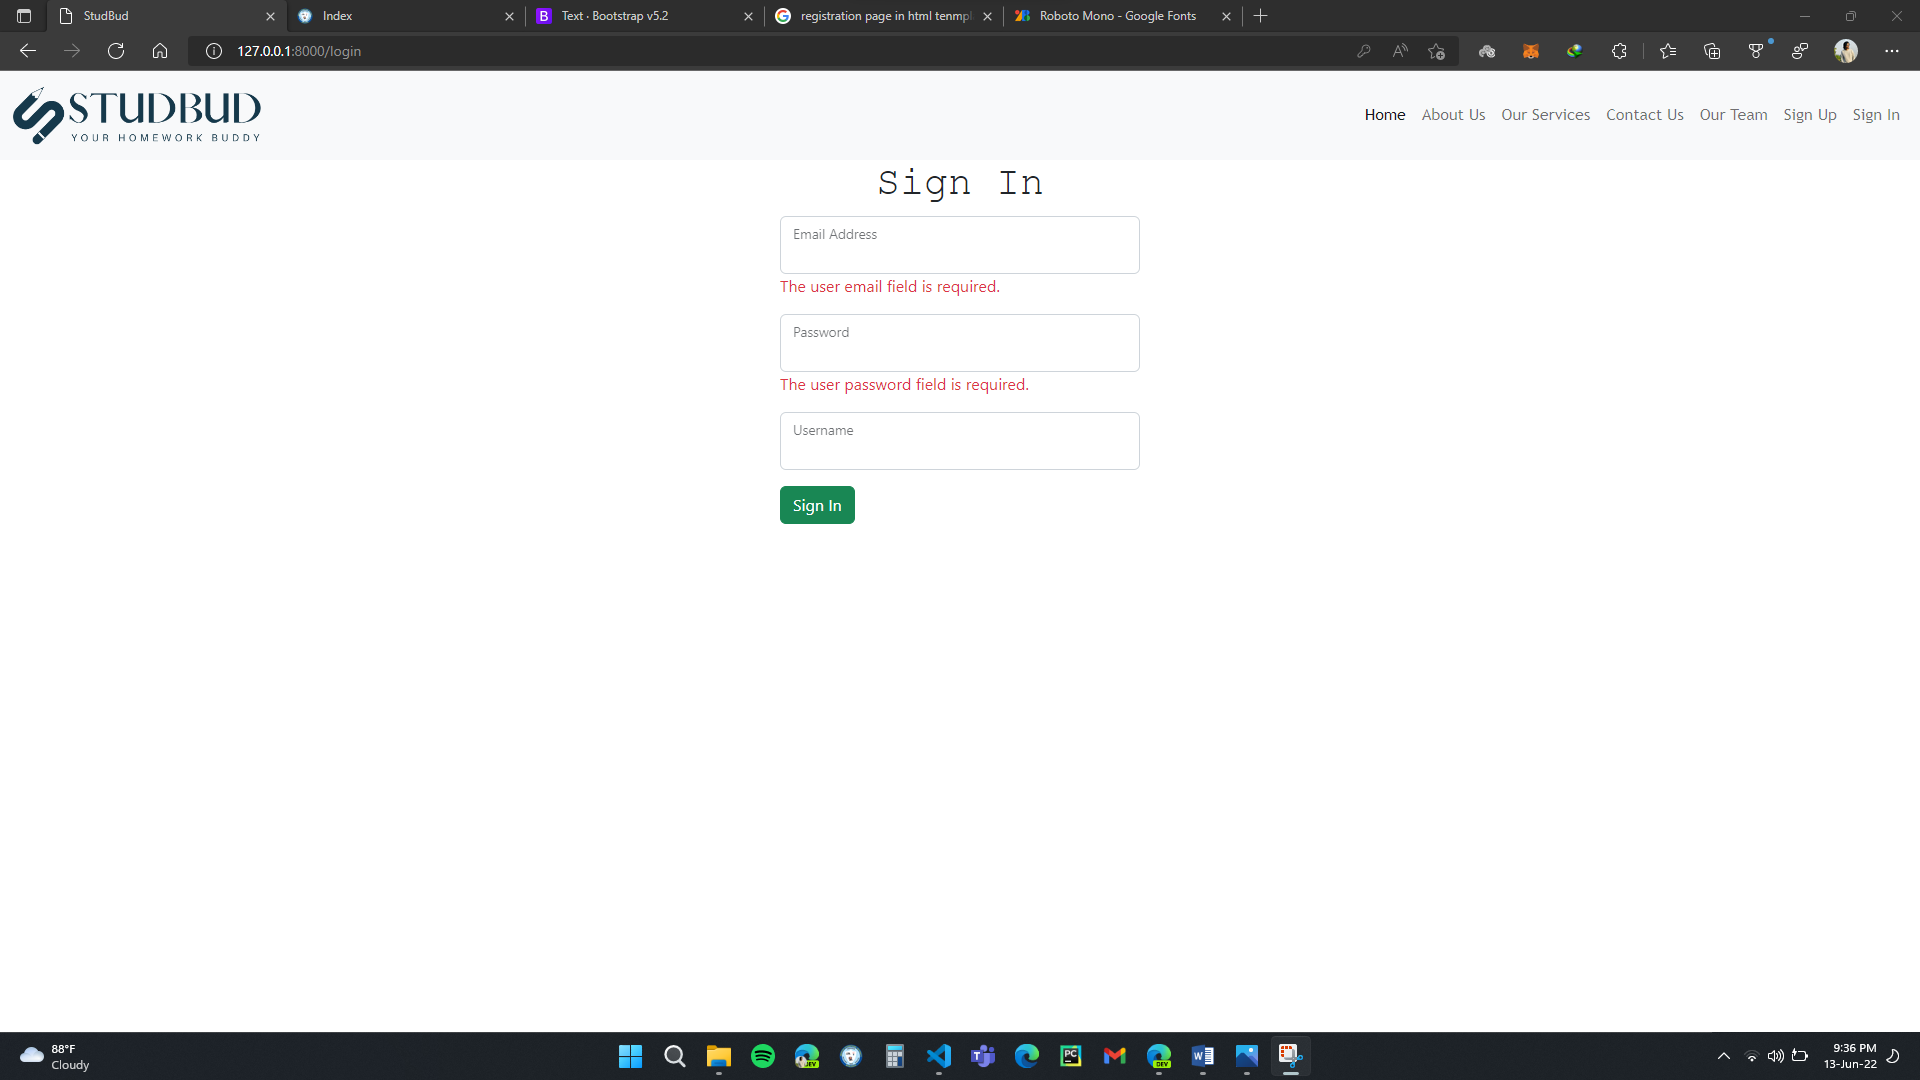 StudBud
Index
B Text · Bootstrap v5.2
registration page in html tenmpl
Roboto Mono - Google Fonts
127.0.0.1:8000/login
STUDBUD
YOUR HOMEWORK BUDDY
Home About Us Our Services Contact Us Our Team Sign Up Sign In
Sign In
Email Address
The user email field is required.
Password
The user password field is required.
Username
Sign In
88°F
Cloudy
9:36 PM
13-Jun-22